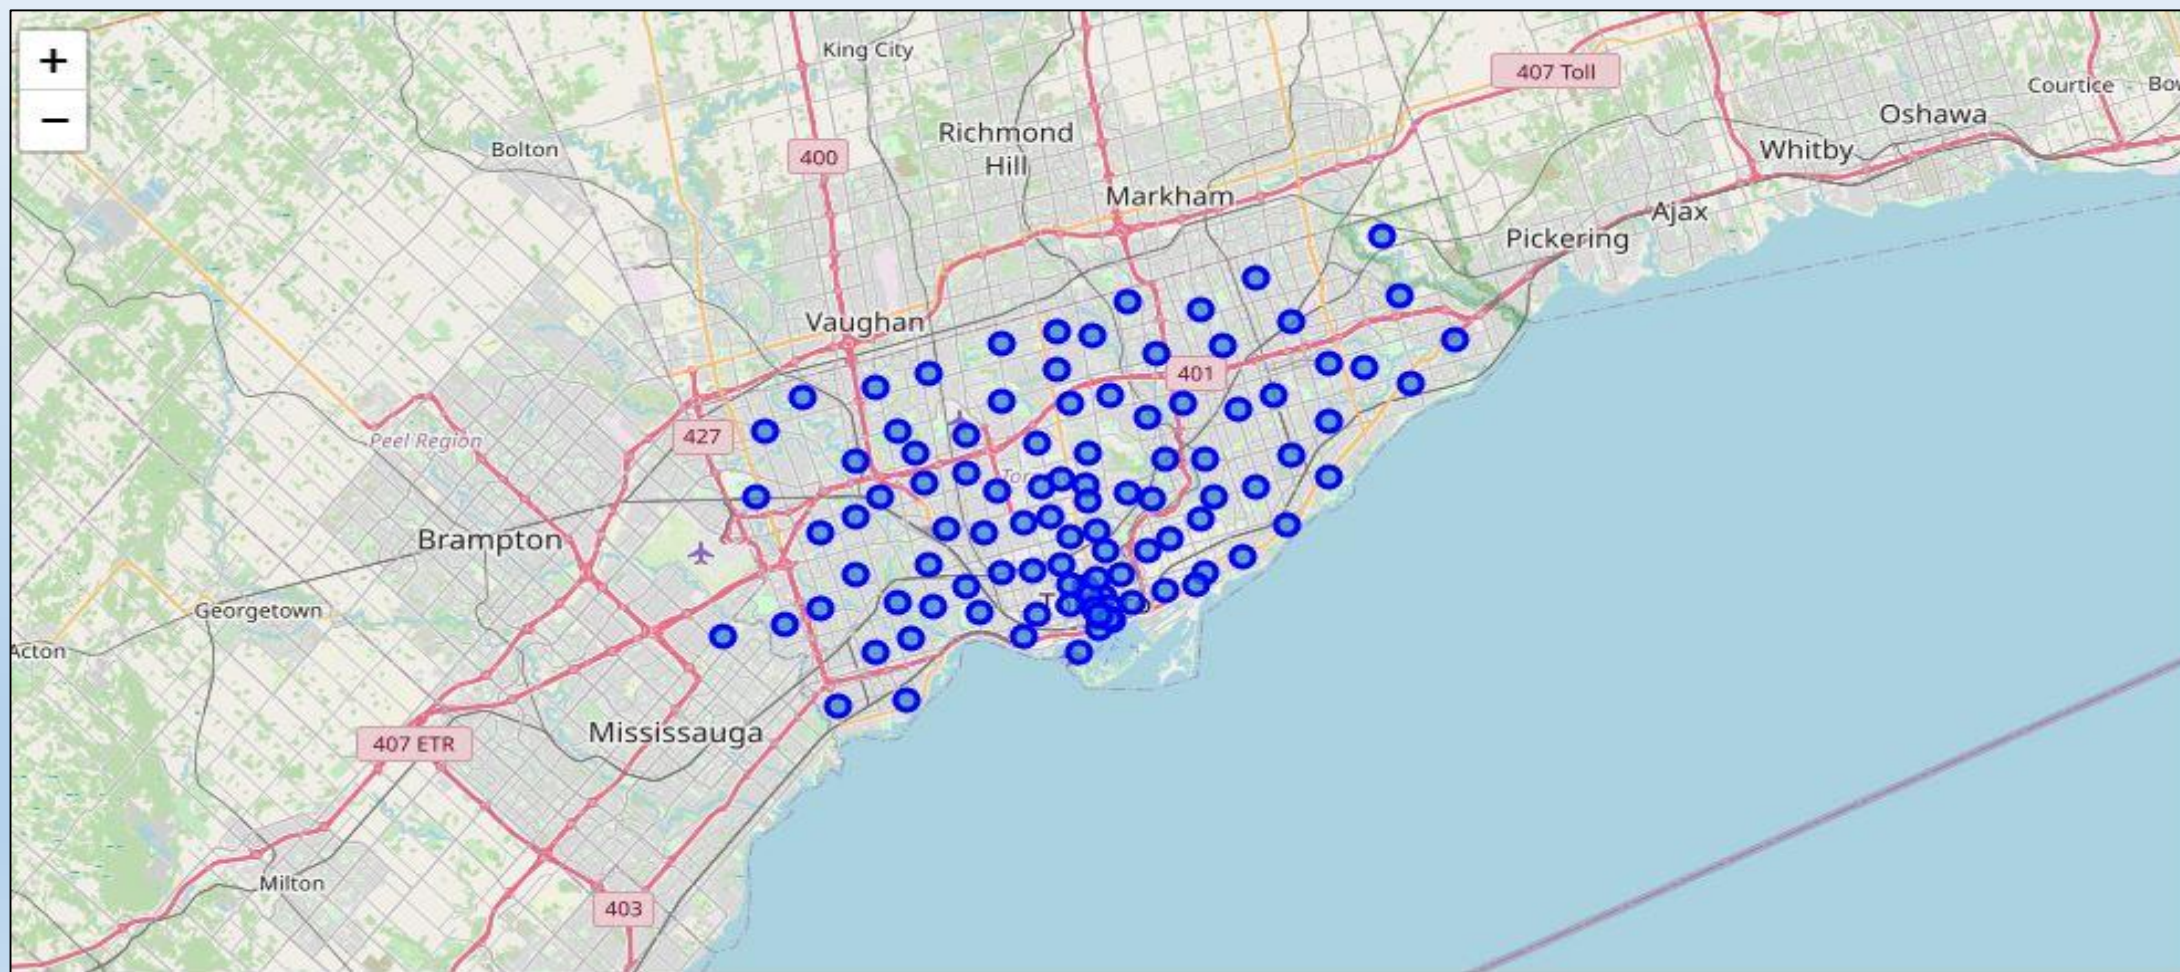 +
−
King City
407 Toll
Courtice
Oshawa
Richmond
Hill
Bolton
400
Whitby
Markham
Ajax
Pickering
Vaughan
401
427
Peel Region
Brampton
Georgetown
Acton
Mississauga
407 ETR
Milton
403